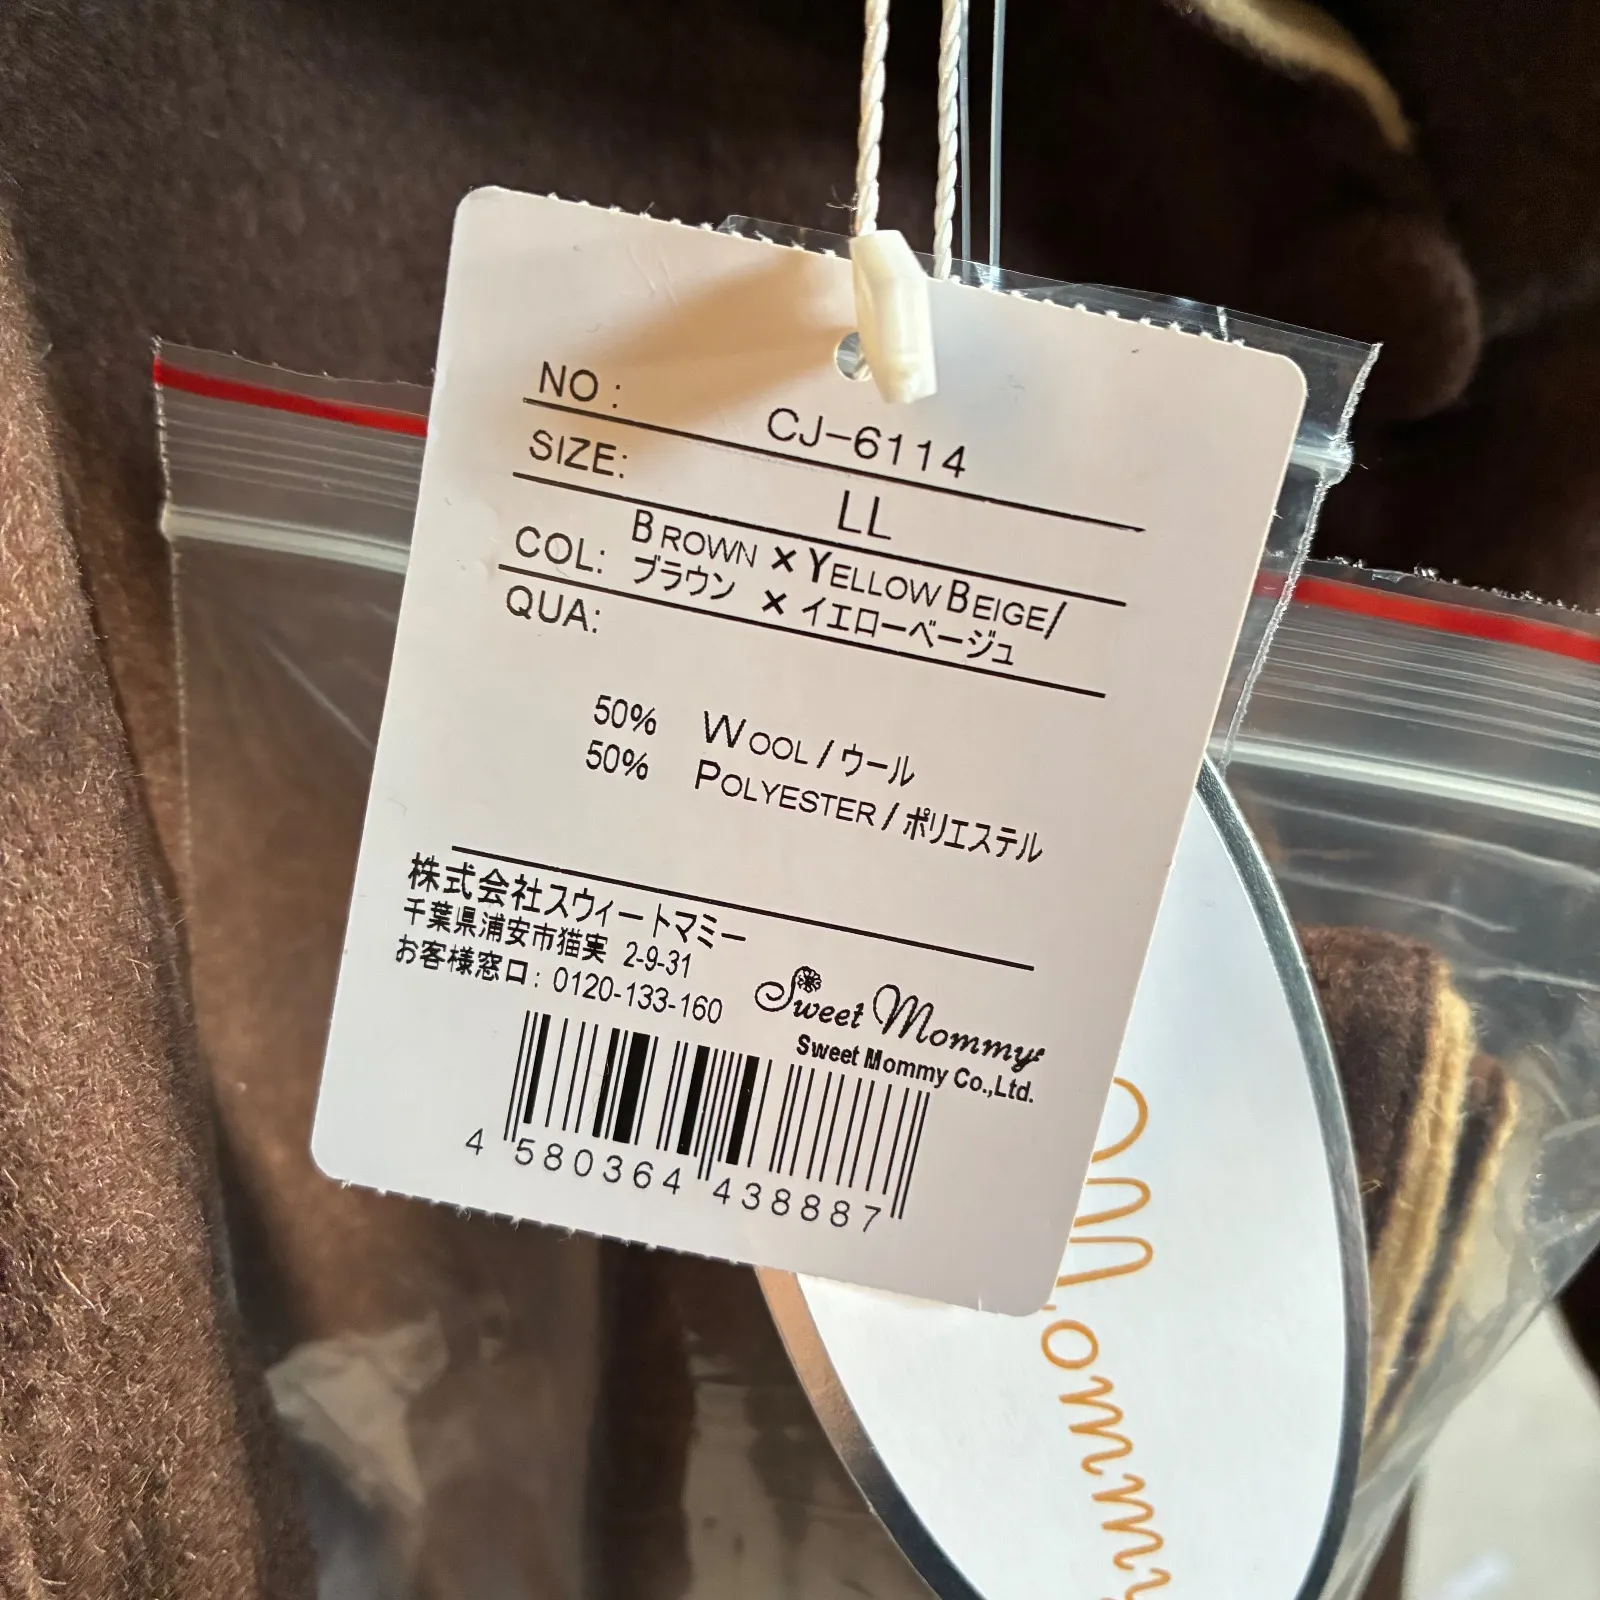 NO: CJ-6114
SIZE: LL
COL: BROWN × YELLOW BEIGE/
ブラウン × イエローベージュ
QUA:
50% WOOL/ウール
50% POLYESTER/ポリエステル
株式会社スウィートマミー
千葉県浦安市猫実 2-9-31
お客様窓口: 0120-133-160
Sweet Mommy
Sweet Mommy Co.,Ltd.
4 580364 438887